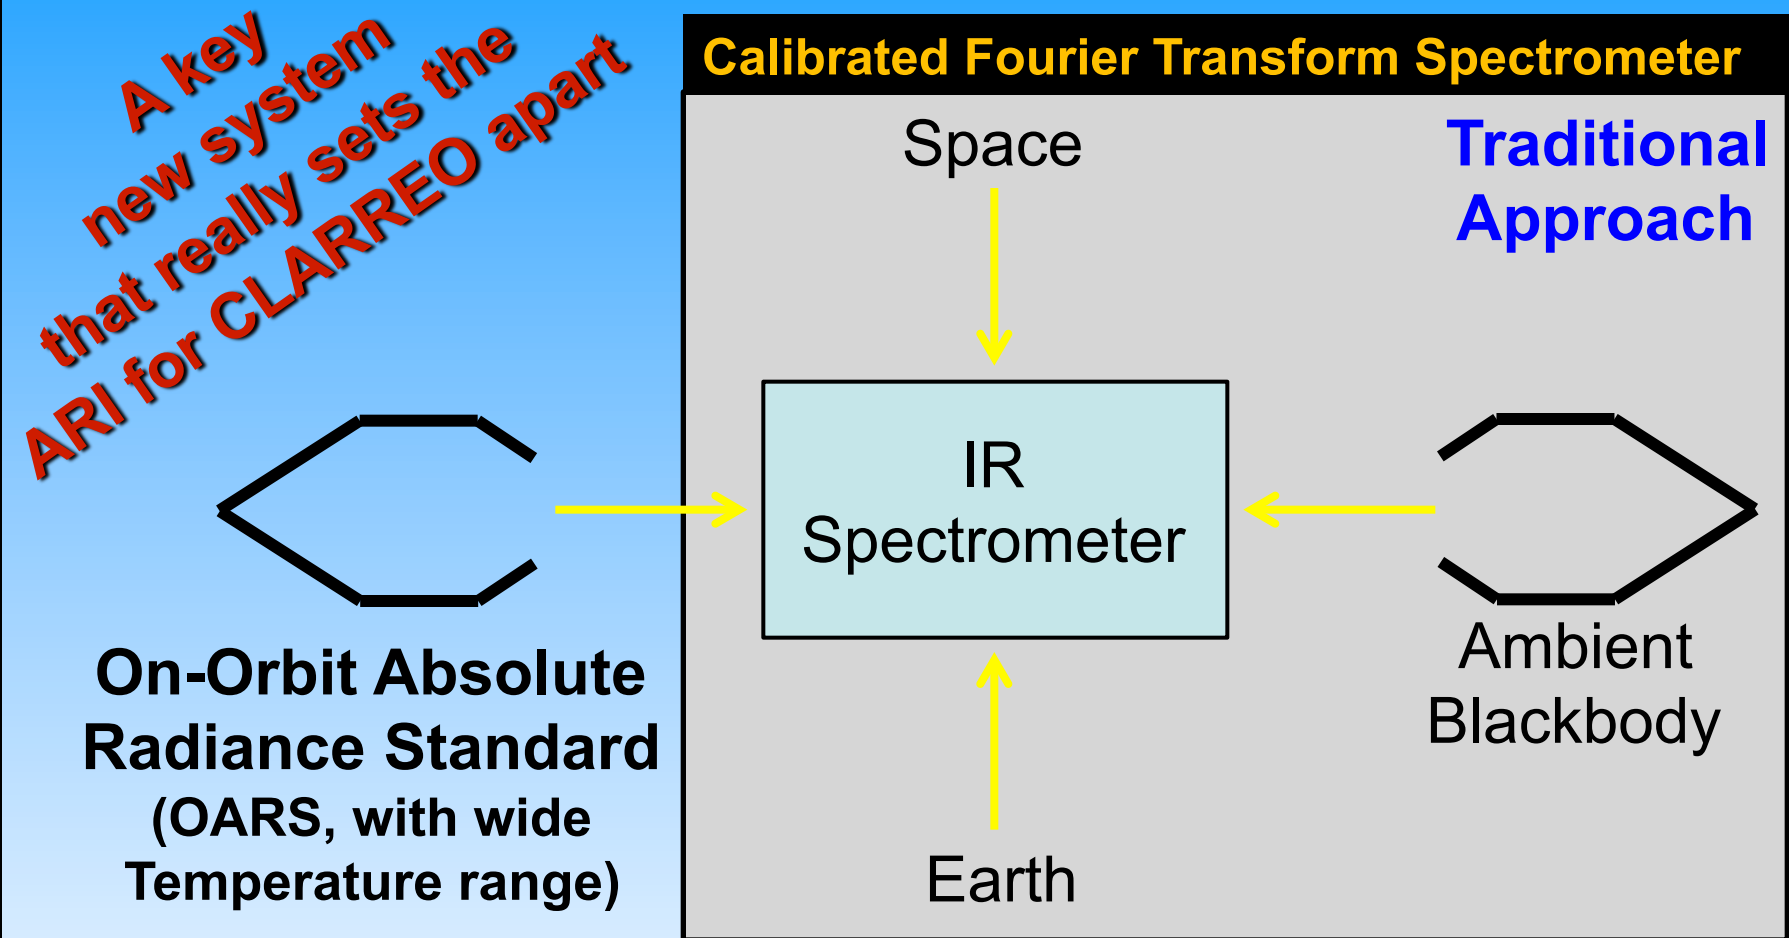 A key
new system
that really sets the
ARI for CLARREO apart
Calibrated Fourier Transform Spectrometer
Space
Traditional
Approach
IR
Spectrometer
On-Orbit Absolute
Radiance Standard
(OARS, with wide
Temperature range)
Ambient
Blackbody
Earth